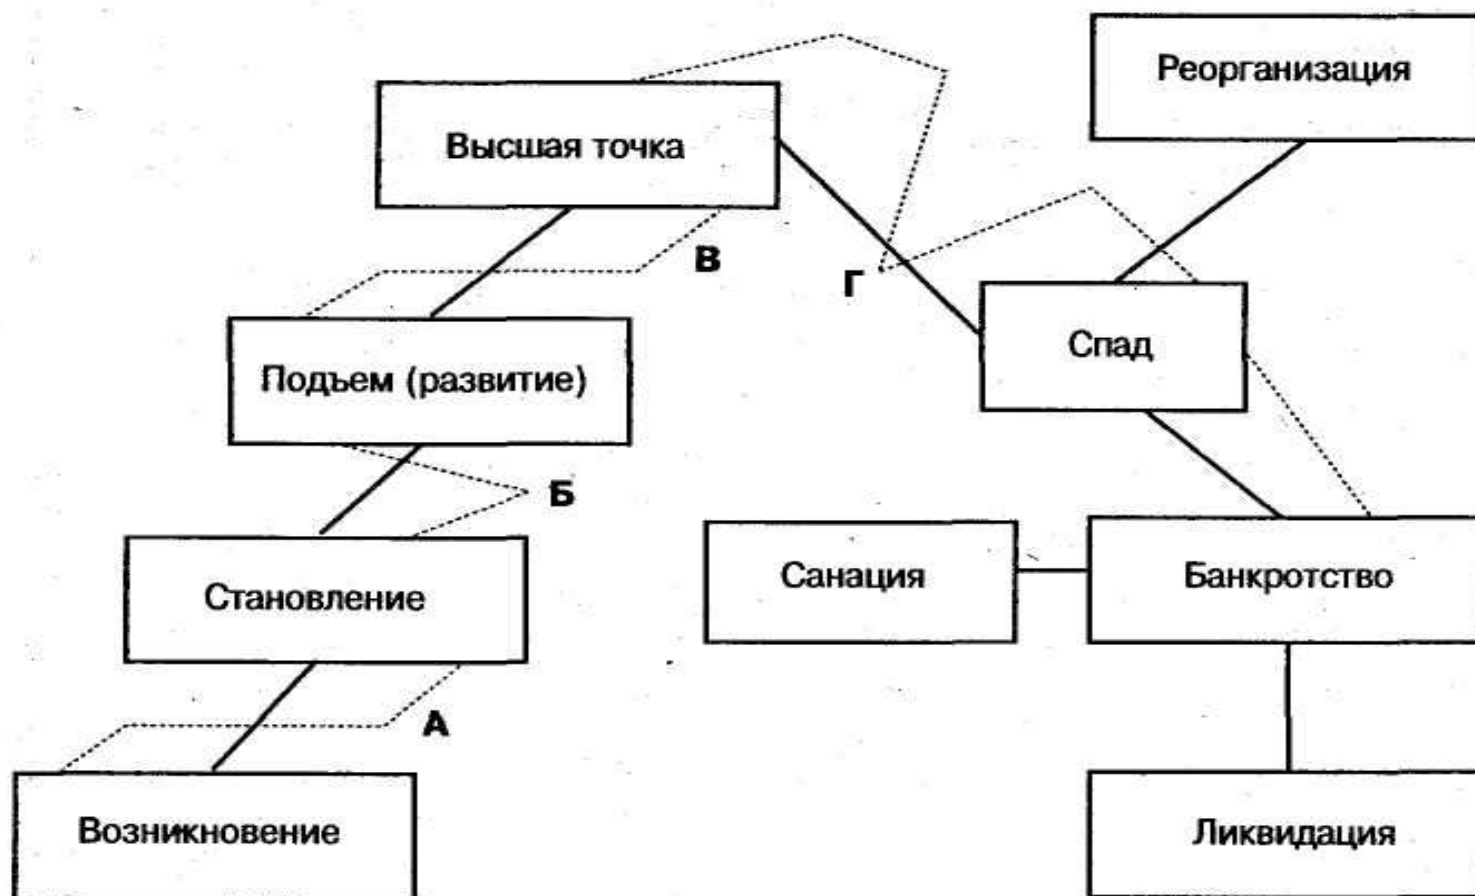 Реорганизация
Высшая точка
В
Г
Спад
Подъем (развитие)
Б
Санация
Банкротство
Становление
А
Возникновение
Ликвидация